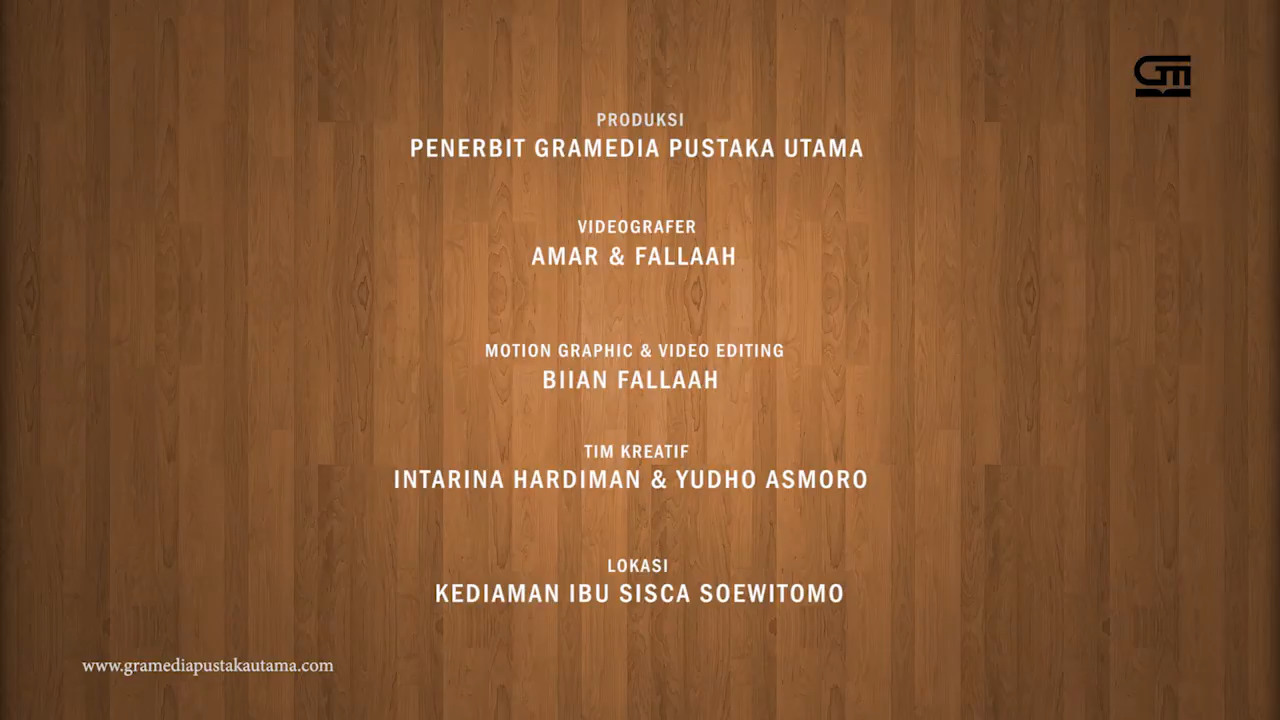 PRODUKSI
PENERBIT GRAMEDIA PUSTAKA UTAMA
VIDEOGRAFER
AMAR & FALLAAH
MOTION GRAPHIC & VIDEO EDITING
BIIAN FALLAAH
TIM KREATIF
INTARINA HARDIMAN & YUDHO ASMORO
LOKASI
KEDIAMAN IBU SISCA SOEWITOMO
www.gramediapustakautama.com